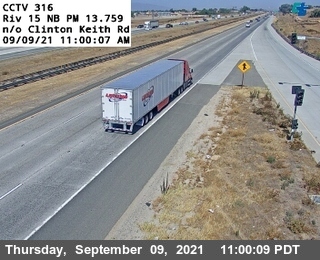 CCTV 316
Riv 15 NB PM 13.759
n/o Clinton Keith Rd
09/09/21 11:00:07 AM
Thursday, September 09, 2021 11:00:09 PDT